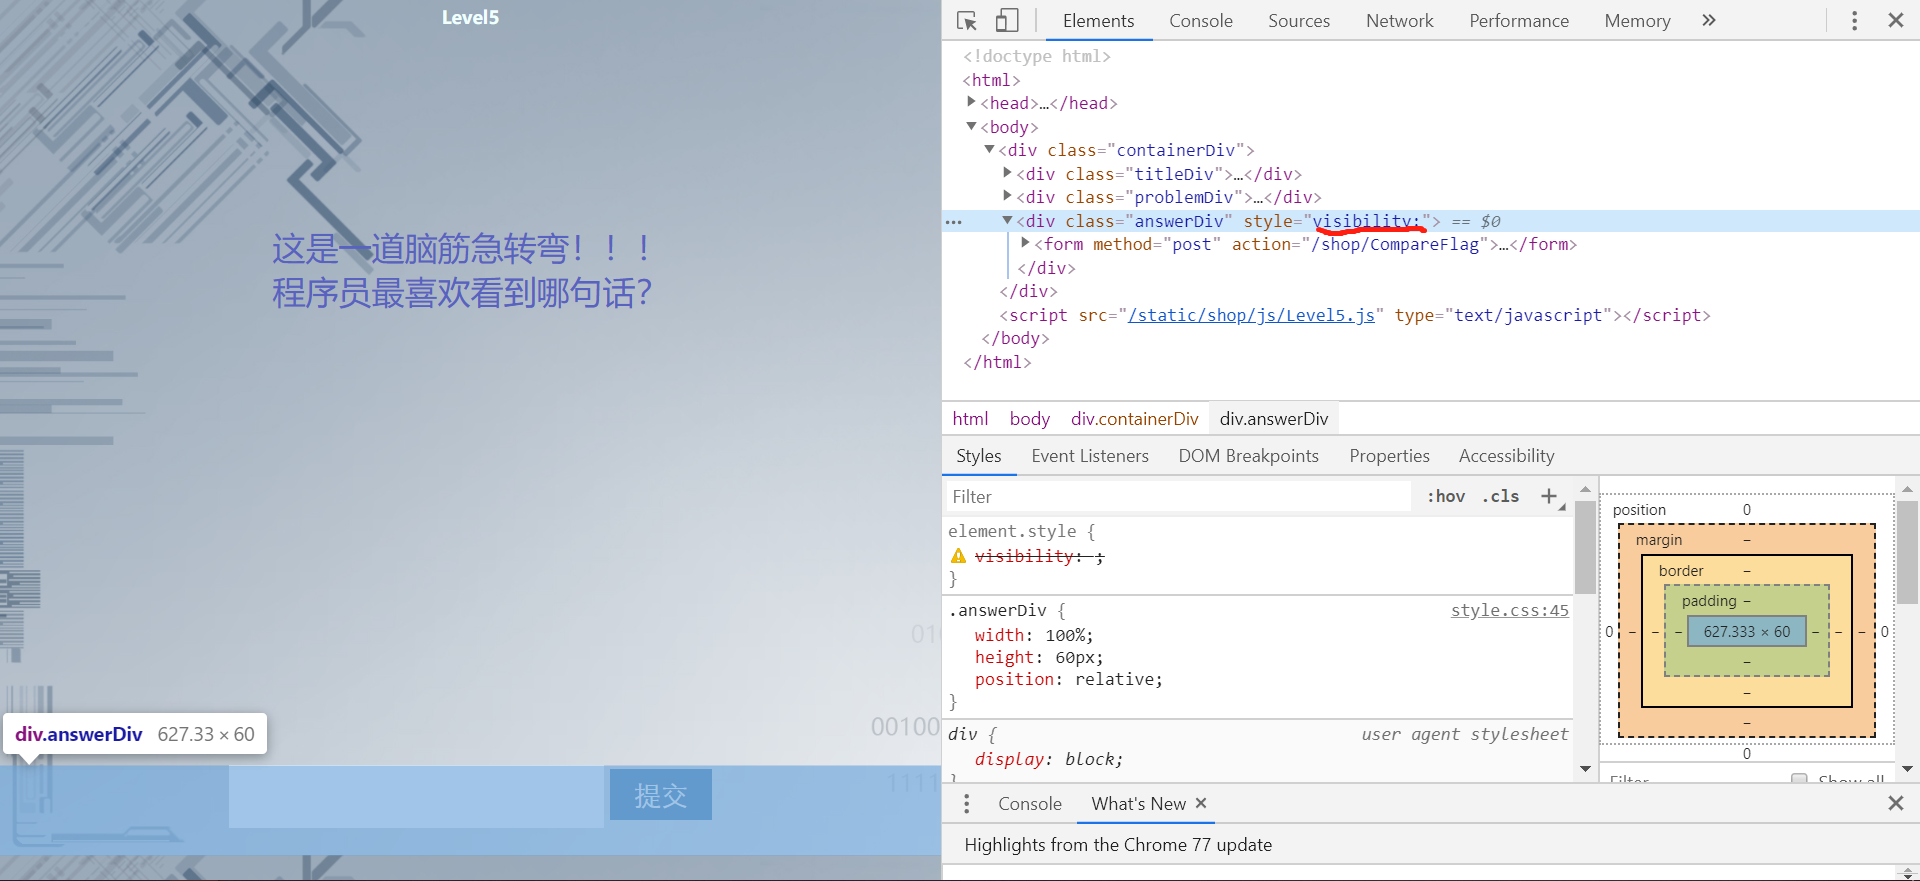 Level5
这是一道脑筋急转弯！！！
程序员最喜欢看到哪句话？
010
00100
1111
div.answerDiv 627.33 × 60
提交
Elements Console Sources Network Performance Memory »
<!doctype html>
<html>
<head>…</head>
<body>
<div class="containerDiv">
<div class="titleDiv">…</div>
<div class="problemDiv">…</div>
<div class="answerDiv" style="visibility:;"> == $0
<form method="post" action="/shop/CompareFlag">…</form>
</div>
</div>
<script src="/static/shop/js/Level5.js" type="text/javascript"></script>
</body>
</html>
html body div.containerDiv div.answerDiv
Styles Event Listeners DOM Breakpoints Properties Accessibility
Filter :hov .cls +
element.style {
visibility: ;
}
.answerDiv { style.css:45
width: 100%;
height: 60px;
position: relative;
}
div { user agent stylesheet
display: block;
}
position 0
margin –
border –
padding –
0 – – – 627.333 × 60 – – – 0
–
–
–
0
Filter Show all
Console What's New ×
Highlights from the Chrome 77 update